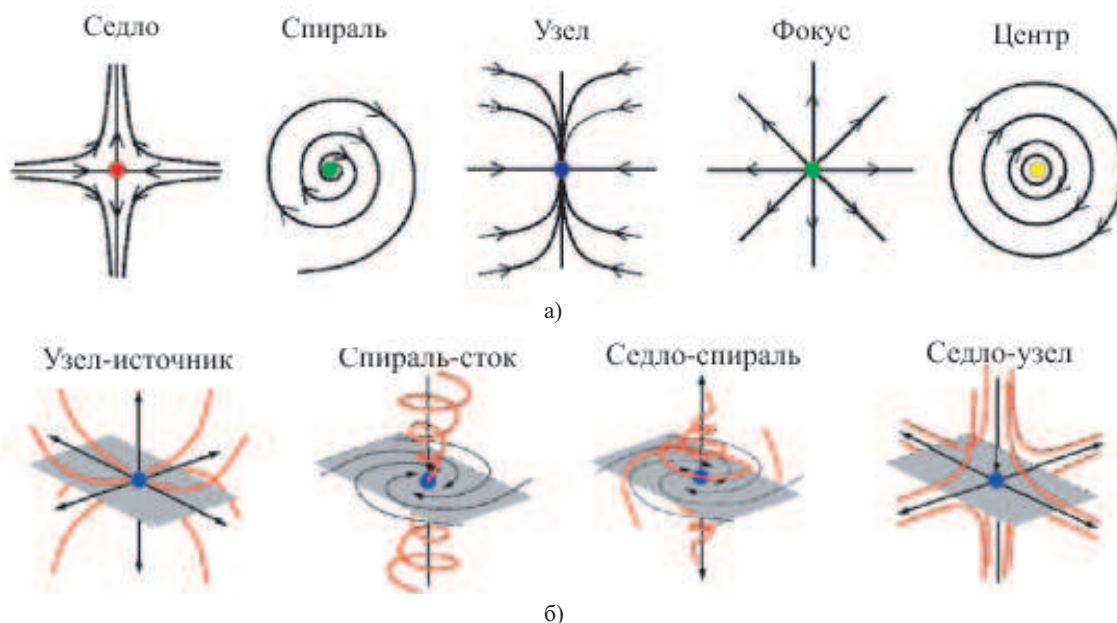 Седло Спираль Узел Фокус Центр
а)
Узел-источник Спираль-сток Седло-спираль Седло-узел
б)